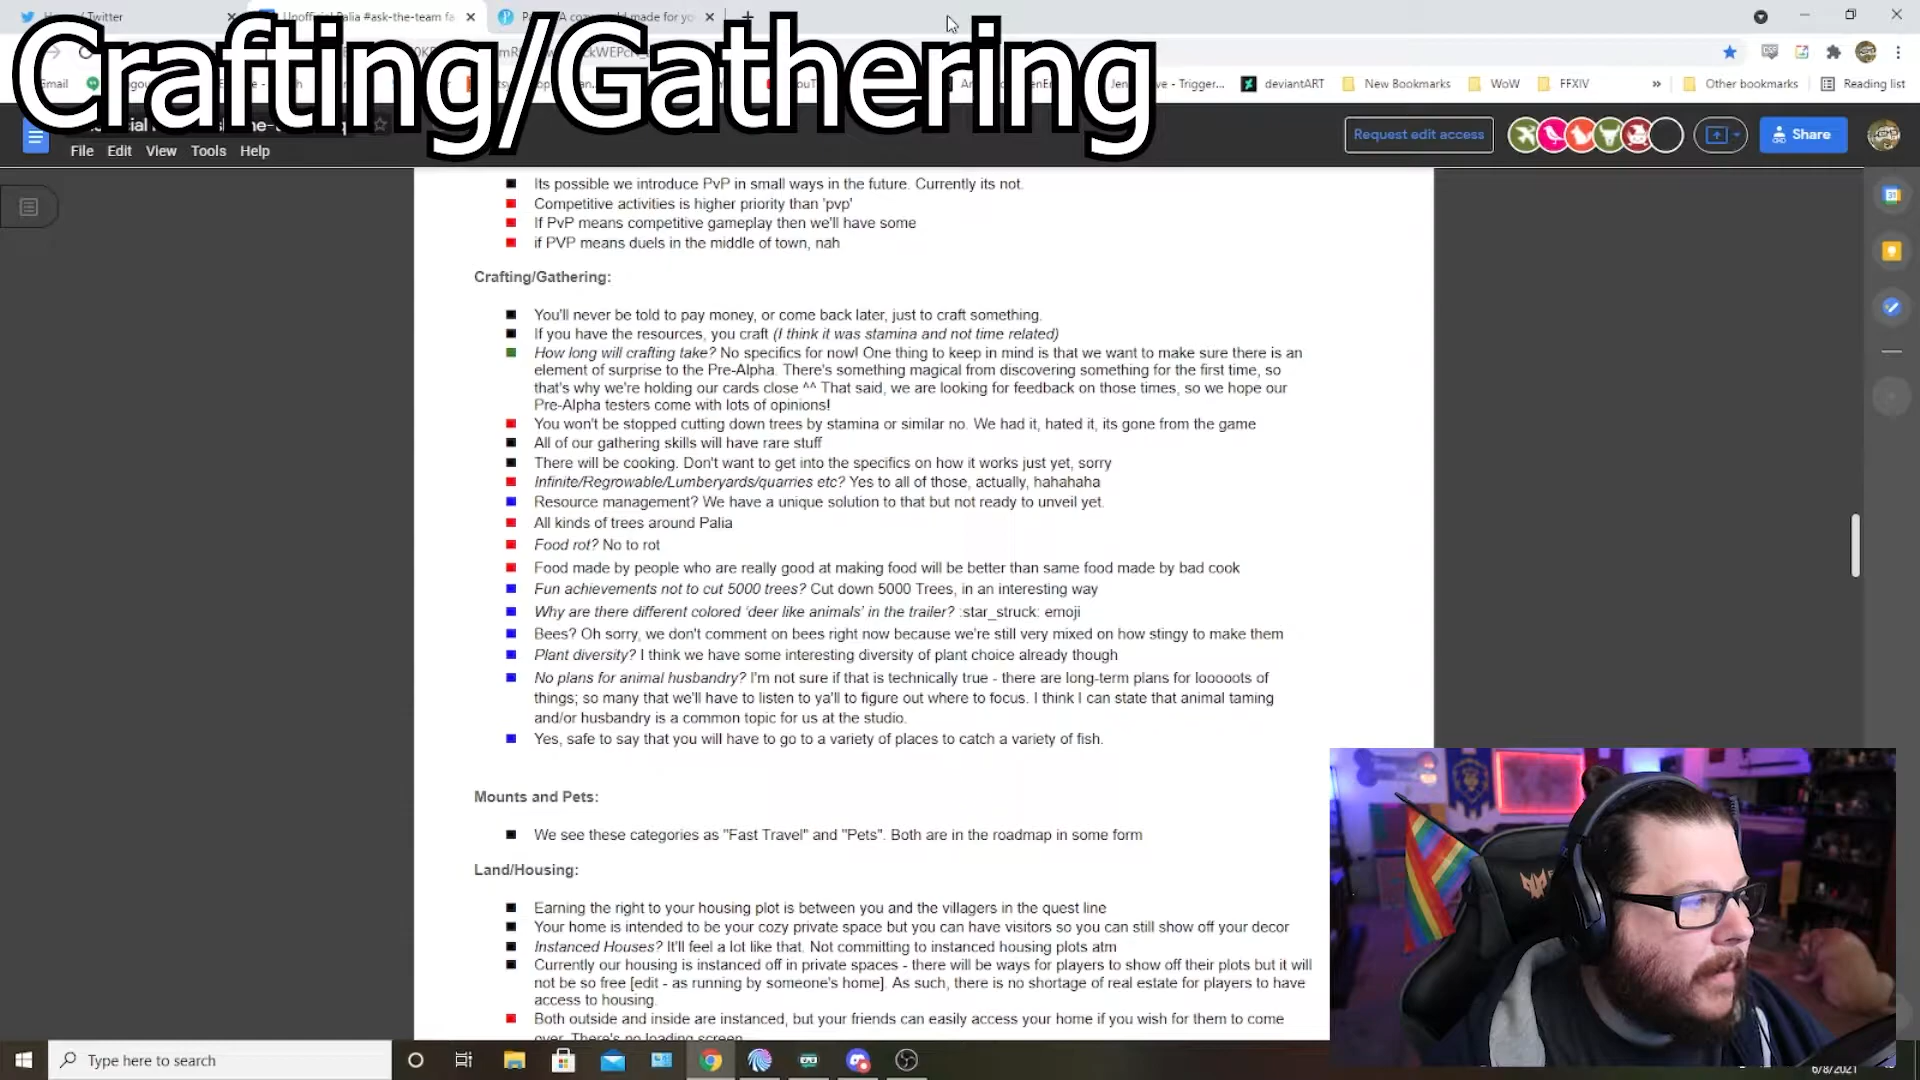 Crafting/Gathering
/ Twitter
Unofficial Palia #ask-the-team fa
A cozy world made for yo
Gmail
- Trigger...
deviantART
New Bookmarks
WoW
FFXIV
»
Other bookmarks
Reading list
File
Edit
View
Tools
Help
Request edit access
Share
Its possible we introduce PvP in small ways in the future. Currently its not.
Competitive activities is higher priority than 'pvp'
If PvP means competitive gameplay then we'll have some
if PVP means duels in the middle of town, nah
Crafting/Gathering:
You'll never be told to pay money, or come back later, just to craft something.
If you have the resources, you craft (I think it was stamina and not time related)
How long will crafting take? No specifics for now! One thing to keep in mind is that we want to make sure there is an
element of surprise to the Pre-Alpha. There's something magical from discovering something for the first time, so
that's why we're holding our cards close ^^ That said, we are looking for feedback on those times, so we hope our
Pre-Alpha testers come with lots of opinions!
You won't be stopped cutting down trees by stamina or similar no. We had it, hated it, its gone from the game
All of our gathering skills will have rare stuff
There will be cooking. Don't want to get into the specifics on how it works just yet, sorry
Infinite/Regrowable/Lumberyards/quarries etc? Yes to all of those, actually, hahahaha
Resource management? We have a unique solution to that but not ready to unveil yet.
All kinds of trees around Palia
Food rot? No to rot
Food made by people who are really good at making food will be better than same food made by bad cook
Fun achievements not to cut 5000 trees? Cut down 5000 Trees, in an interesting way
Why are there different colored 'deer like animals' in the trailer? :star_struck: emoji
Bees? Oh sorry, we don't comment on bees right now because we're still very mixed on how stingy to make them
Plant diversity? I think we have some interesting diversity of plant choice already though
No plans for animal husbandry? I'm not sure if that is technically true - there are long-term plans for looooots of
things; so many that we'll have to listen to ya'll to figure out where to focus. I think I can state that animal taming
and/or husbandry is a common topic for us at the studio.
Yes, safe to say that you will have to go to a variety of places to catch a variety of fish.
Mounts and Pets:
We see these categories as "Fast Travel" and "Pets". Both are in the roadmap in some form
Land/Housing:
Earning the right to your housing plot is between you and the villagers in the quest line
Your home is intended to be your cozy private space but you can have visitors so you can still show off your decor
Instanced Houses? It'll feel a lot like that. Not committing to instanced housing plots atm
Currently our housing is instanced off in private spaces - there will be ways for players to show off their plots but it will
not be so free [edit - as running by someone's home]. As such, there is no shortage of real estate for players to have
access to housing.
Both outside and inside are instanced, but your friends can easily access your home if you wish for them to come
over. There's no loading screen
Type here to search
6/8/2021